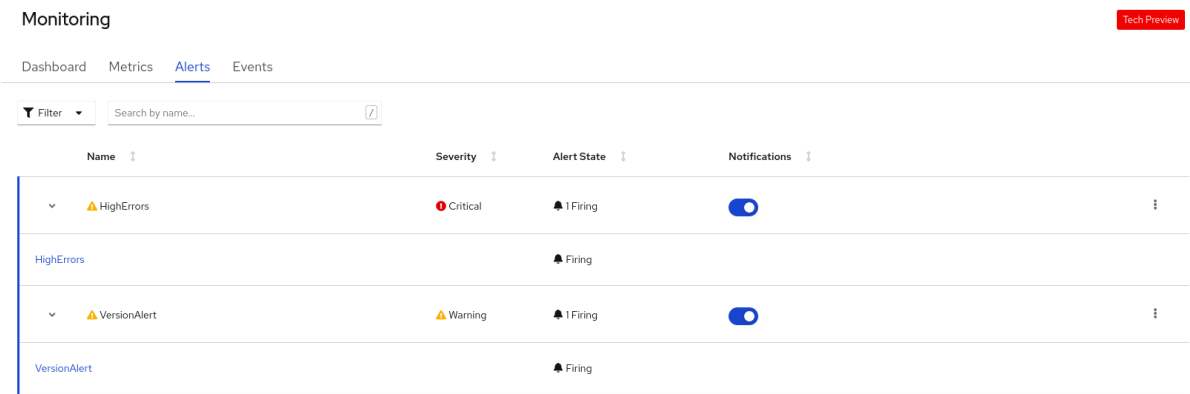 Monitoring
Tech Preview
Dashboard Metrics Alerts Events
Filter Search by name... /
Name Severity Alert State Notifications
HighErrors Critical 1 Firing
HighErrors Firing
VersionAlert Warning 1 Firing
VersionAlert Firing